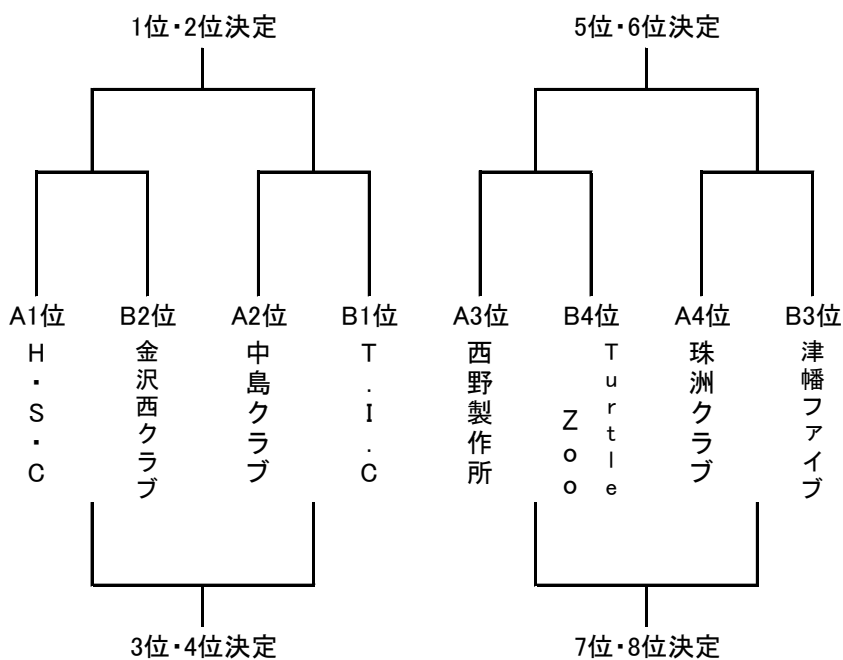 1位・2位決定
5位・6位決定
A1位
B2位
A2位
B1位
A3位
B4位
A4位
B3位
H・S・C
金沢西クラブ
中島クラブ
T.I.C
西野製作所
Turtle
Zoo
珠洲クラブ
津幡ファイブ
3位・4位決定
7位・8位決定